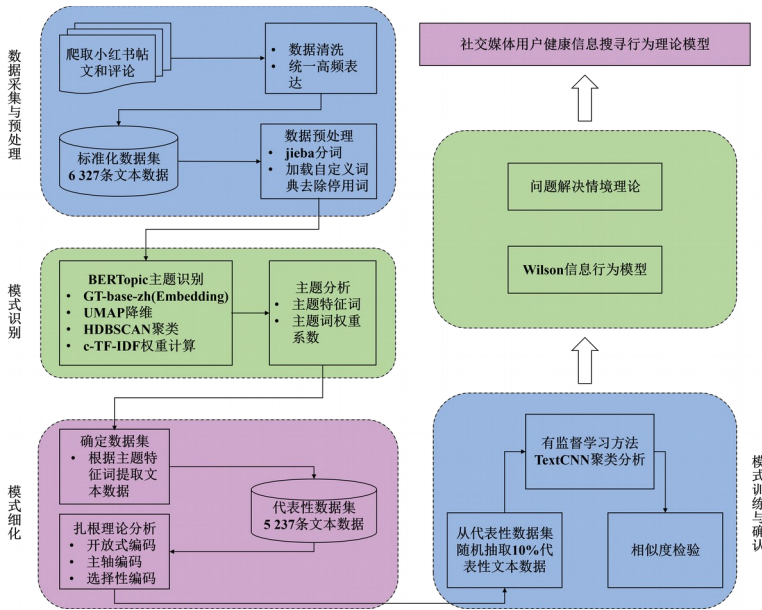 数据采集与预处理
爬取小红书帖
文和评论
• 数据清洗
• 统一高频表
达
标准化数据集
6 327条文本数据
数据预处理
• jieba分词
• 加载自定义词
典去除停用词
模式识别
BERTopic主题识别
• GT-base-zh(Embedding)
• UMAP降维
• HDBSCAN聚类
• c-TF-IDF权重计算
主题分析
• 主题特征词
• 主题词权重
系数
模式细化
确定数据集
• 根据主题特
征词提取文
本数据
代表性数据集
5 237条文本数据
扎根理论分析
• 开放式编码
• 主轴编码
• 选择性编码
模式训练与确认
从代表性数据集
随机抽取10%代
表性文本数据
有监督学习方法
TextCNN聚类分析
相似度检验
问题解决情境理论
Wilson信息行为模型
社交媒体用户健康信息搜寻行为理论模型